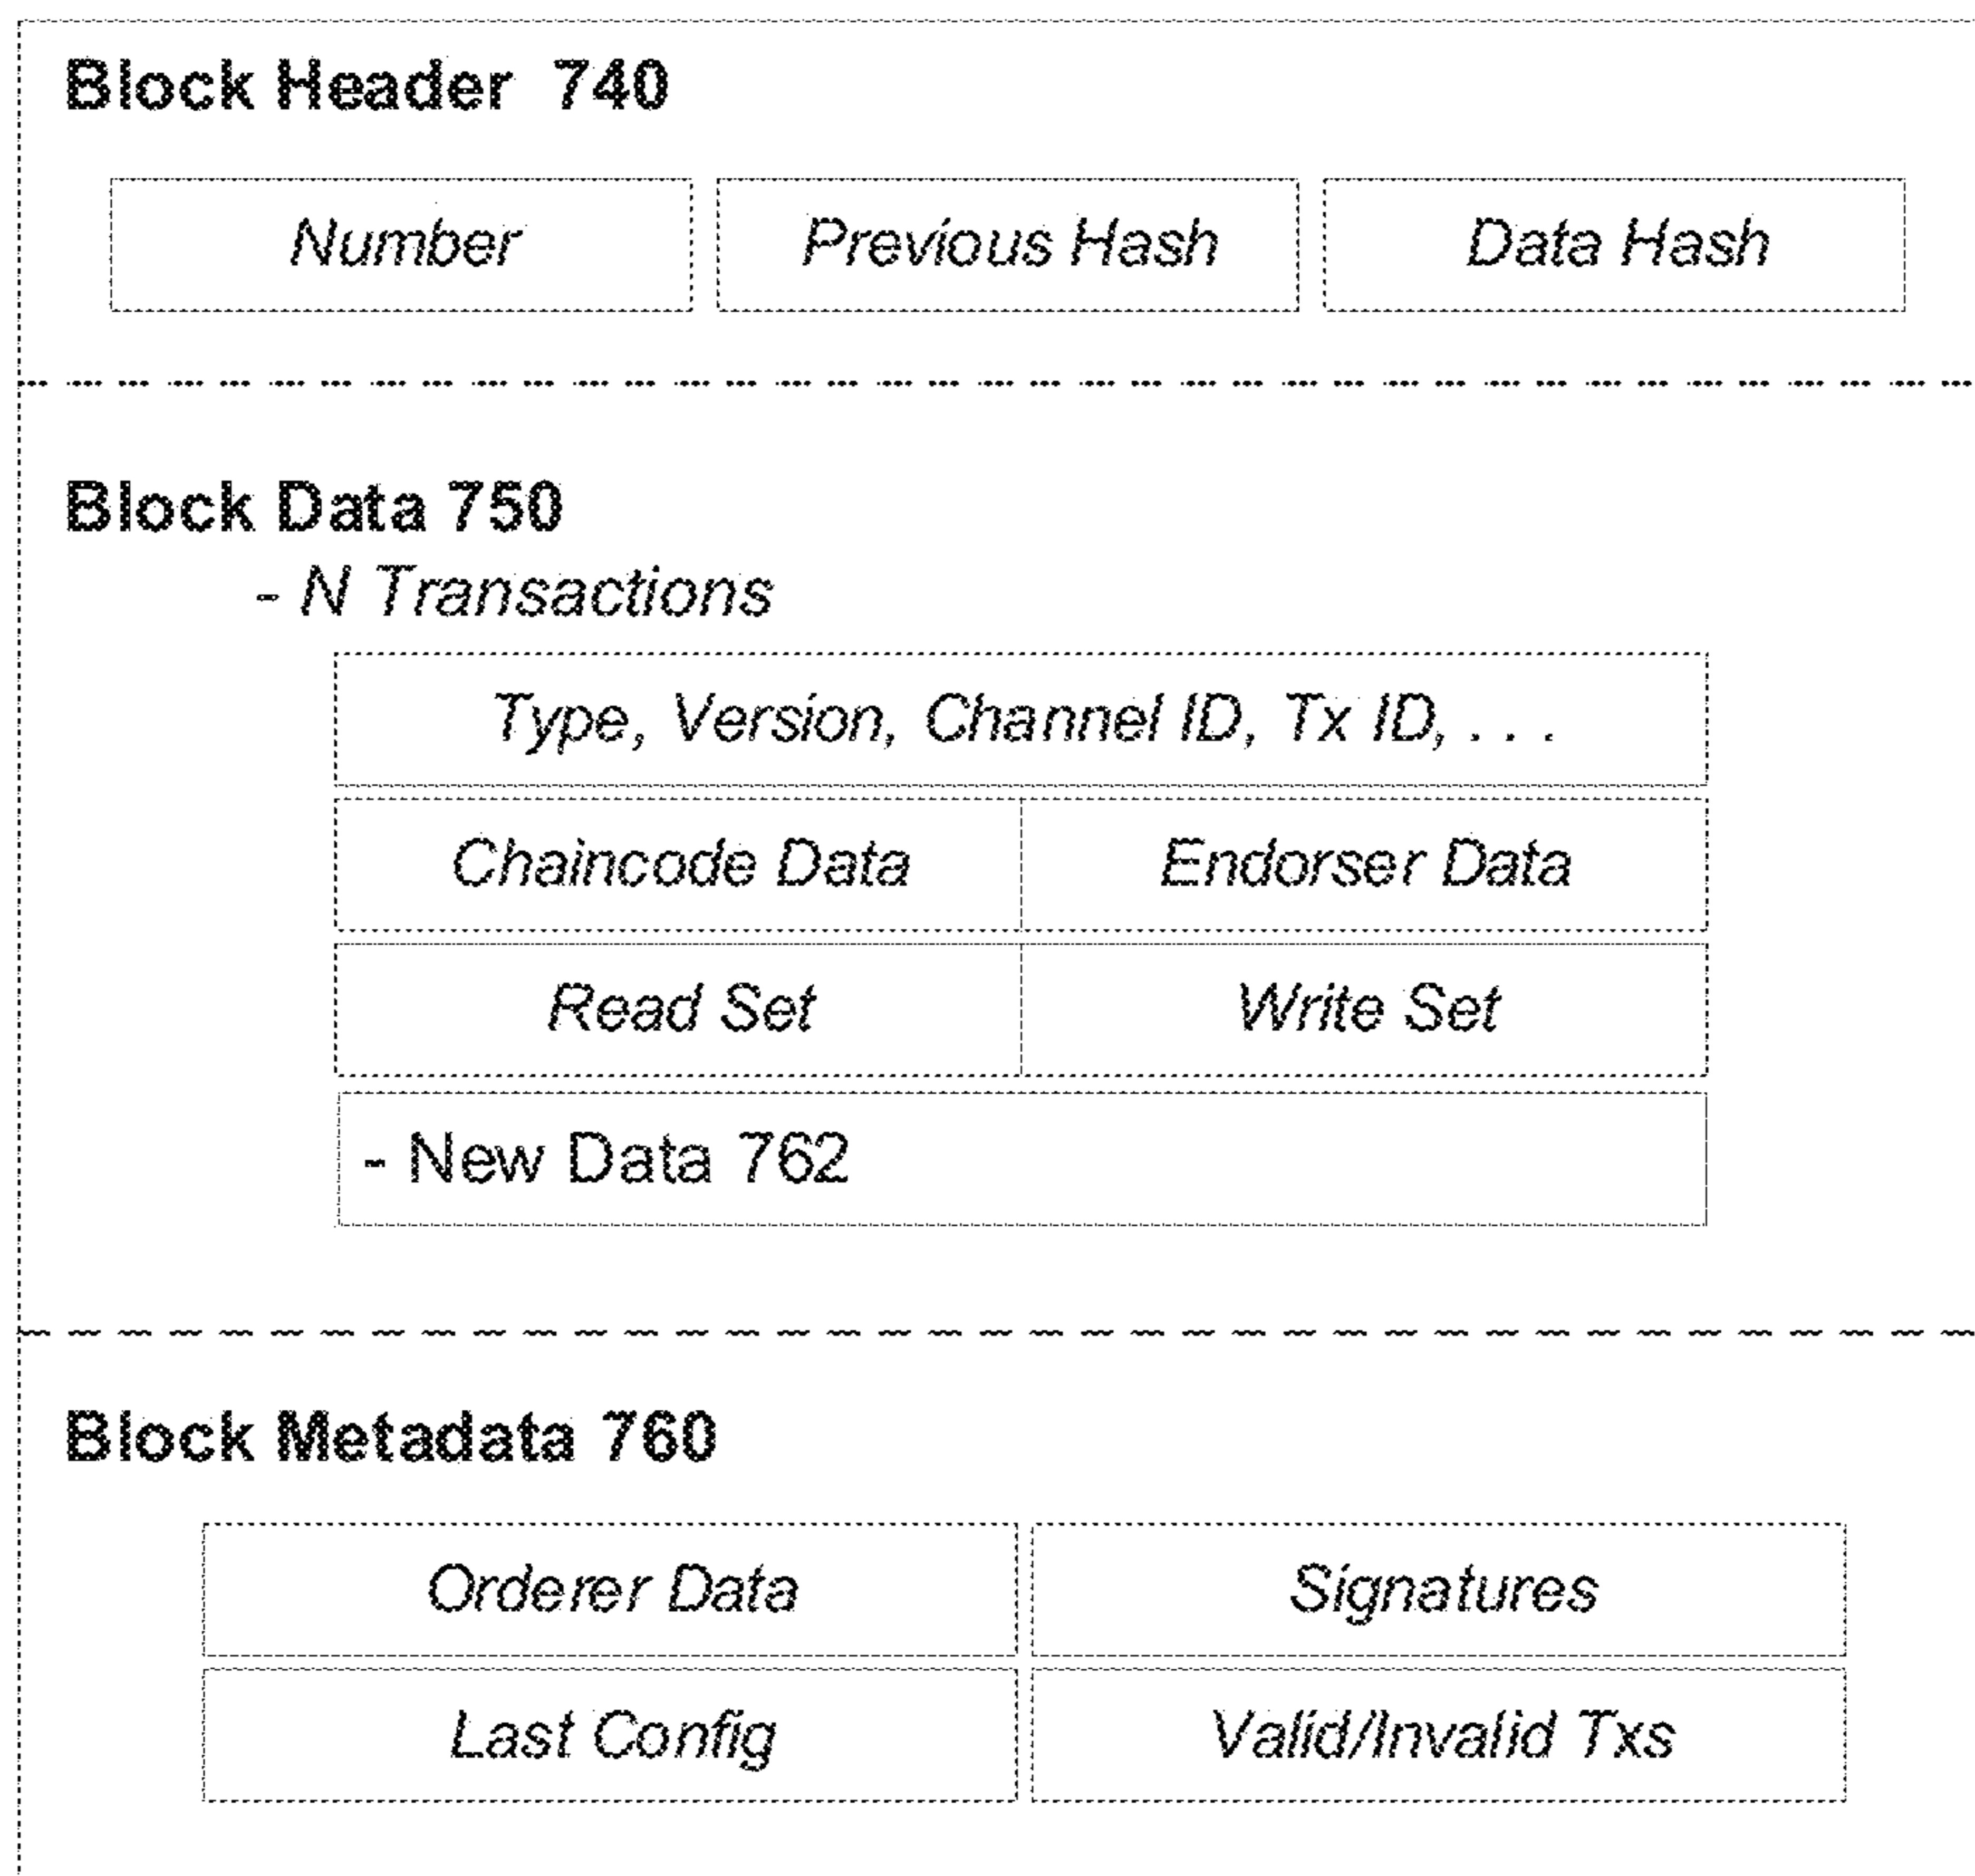 Block Header 740
Number Previous Hash Data Hash
Block Data 750
- N Transactions
Type, Version, Channel ID, Tx ID, . . .
Chaincode Data Endorser Data
Read Set Write Set
- New Data 762
Block Metadata 760
Orderer Data Signatures
Last Config Valid/Invalid Txs